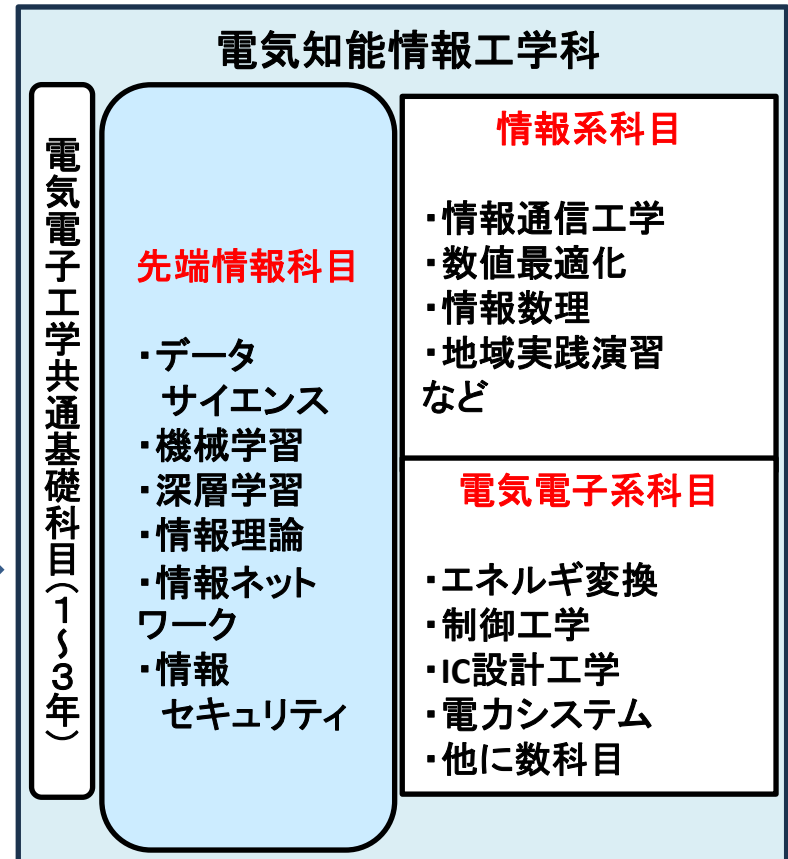 電気知能情報工学科
電気電子工学共通基礎科目(1~3年)
先端情報科目
・データ
サイエンス
・機械学習
・深層学習
・情報理論
・情報ネット
ワーク
・情報
セキュリティ
情報系科目
・情報通信工学
・数値最適化
・情報数理
・地域実践演習
など
電気電子系科目
・エネルギ変換
・制御工学
・IC設計工学
・電力システム
・他に数科目